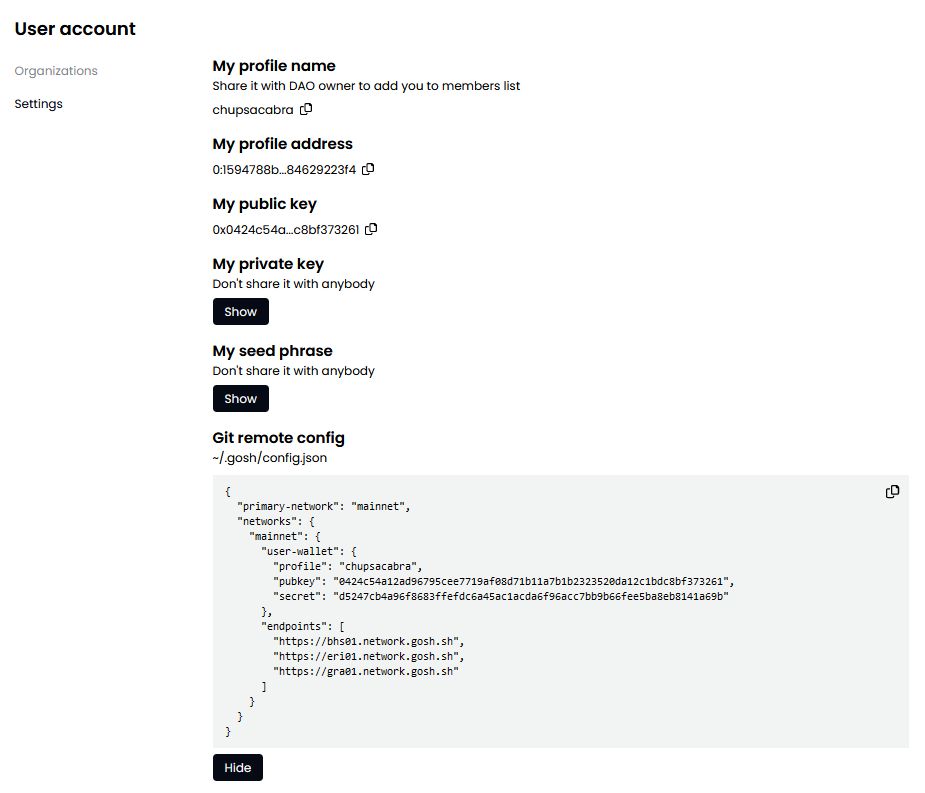 User account
Organizations
Settings
My profile name
Share it with DAO owner to add you to members list
chupsacabra
My profile address
0:1594788b...84629223f4
My public key
0x0424c54a...c8bf373261
My private key
Don't share it with anybody
Show
My seed phrase
Don't share it with anybody
Show
Git remote config
~/.gosh/config.json
{
"primary-network": "mainnet",
"networks": {
"mainnet": {
"user-wallet": {
"profile": "chupsacabra",
"pubkey": "0424c54a12ad96795cee7719af08d71b11a7b1b2323520da12c1bdc8bf373261",
"secret": "d5247cb4a96f8683ffefdc6a45ac1acda6f96acc7bb9b66fee5ba8eb8141a69b"
},
"endpoints": [
"https://bhs01.network.gosh.sh",
"https://eri01.network.gosh.sh",
"https://gra01.network.gosh.sh"
]
}
}
}
Hide